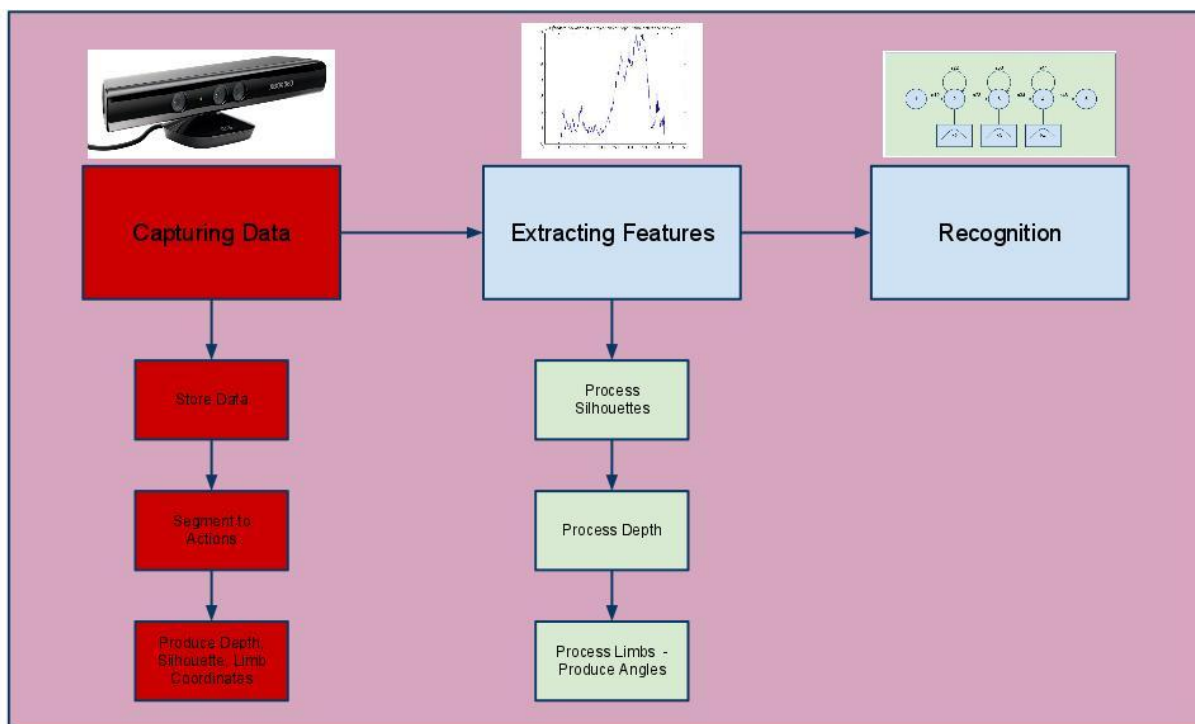 Capturing Data
Extracting Features
Recognition
Store Data
Process
Silhouettes
Segment to
Actions
Process Depth
Produce Depth,
Silhouette, Limb
Coordinates
Process Limbs -
Produce Angles